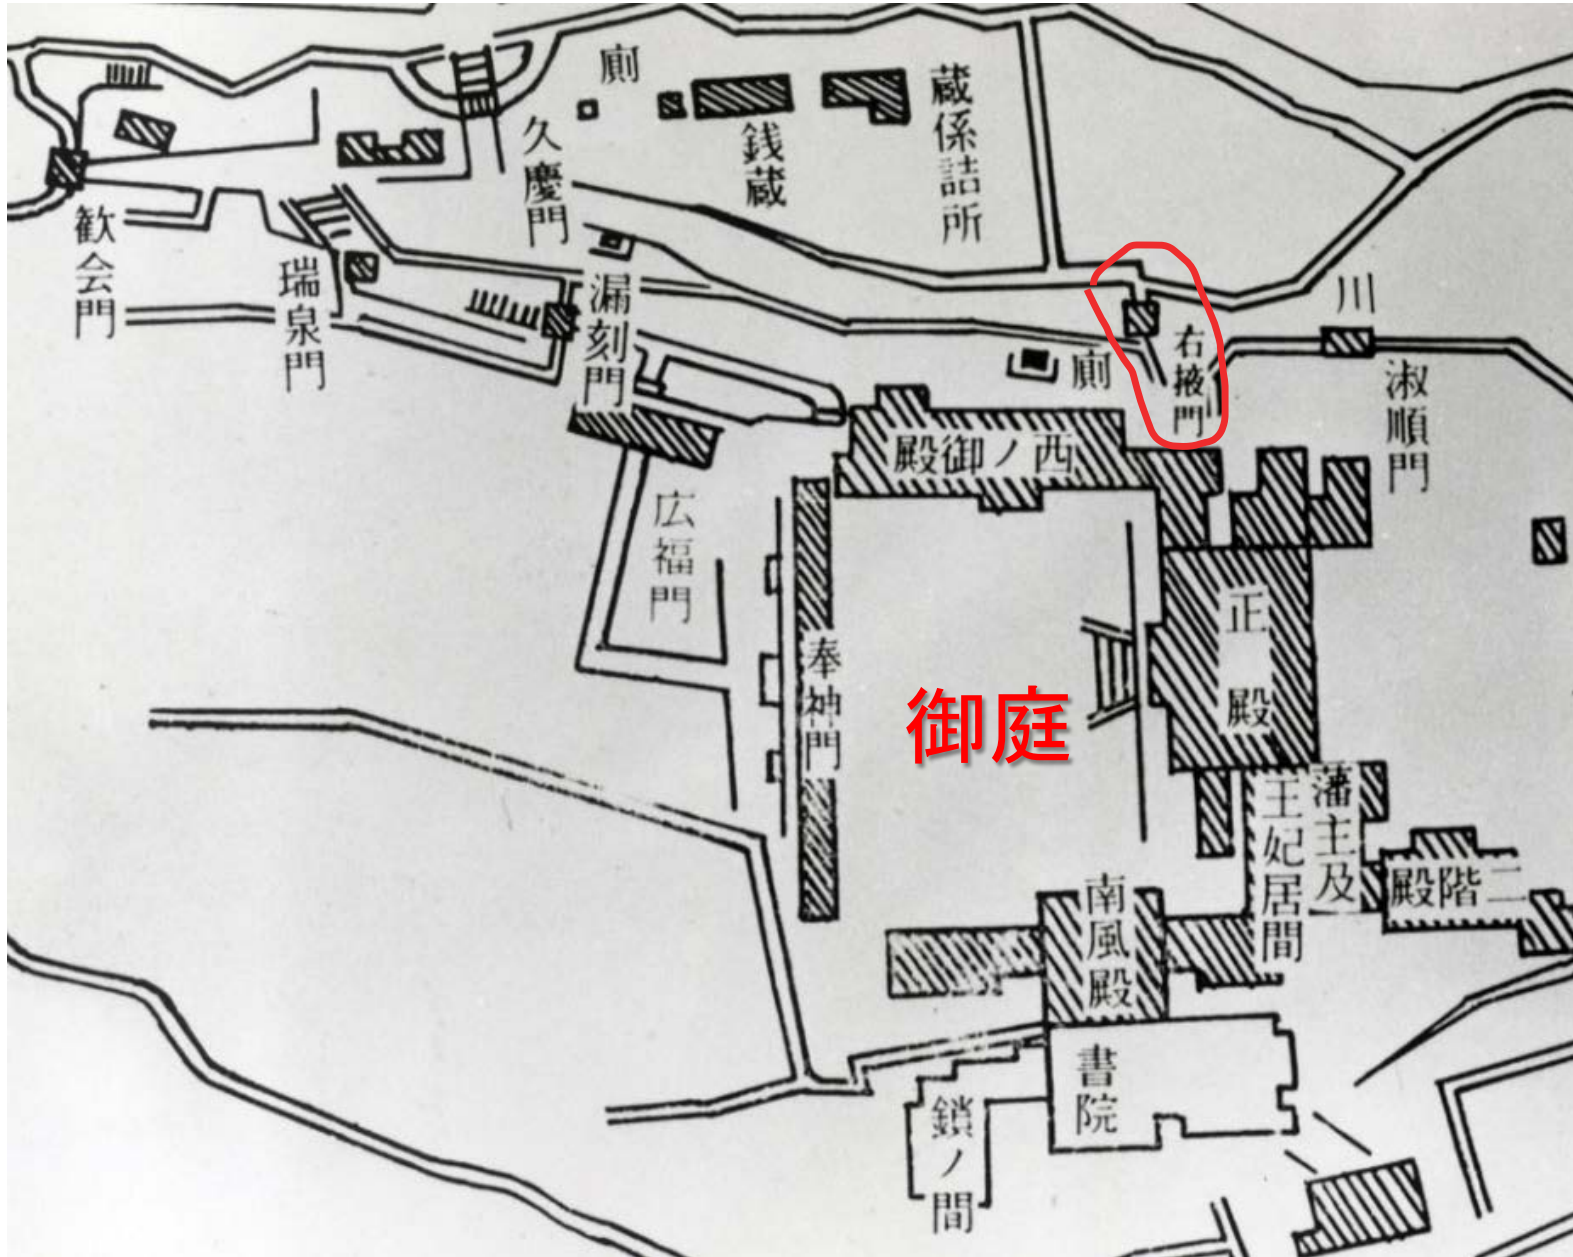 廁
蔵係詰所
銭蔵
久慶門
歓会門
瑞泉門
漏刻門
川
右掖門
廁
淑順門
西ノ御殿
広福門
正殿
奉神門
御庭
藩主及
王妃居間
二階殿
南風殿
書院
鎖ノ間